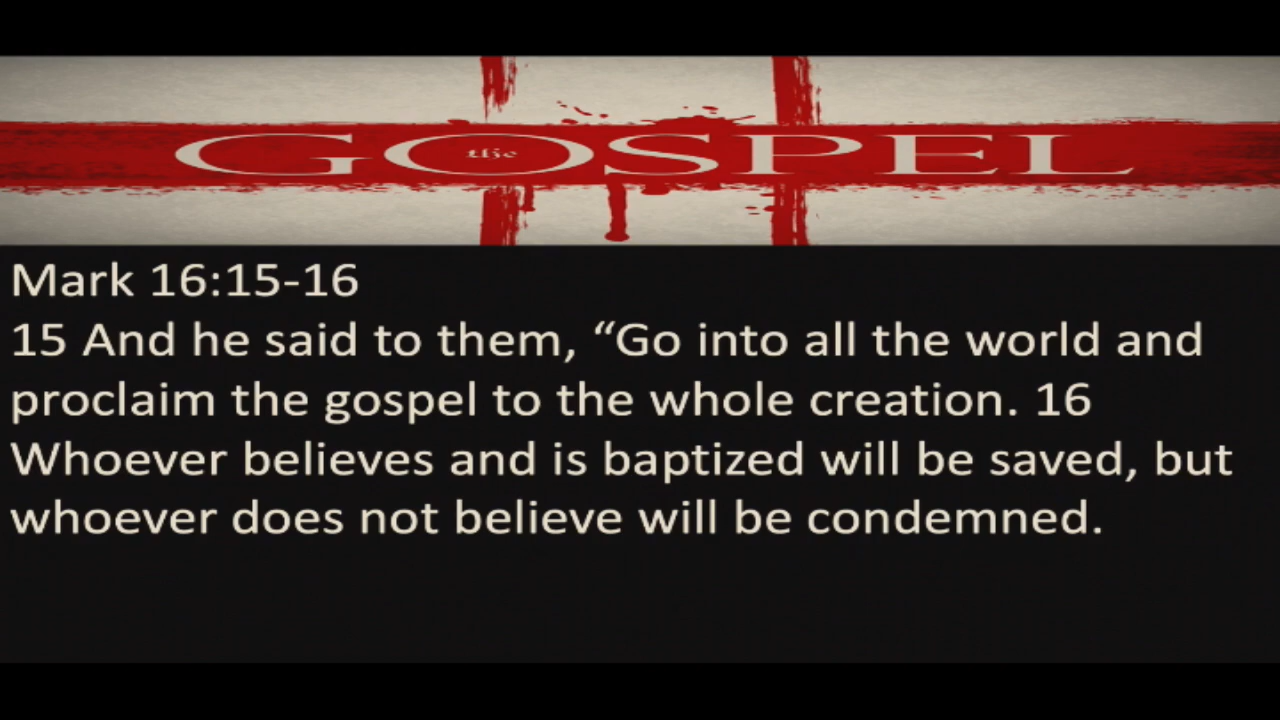 the GOSPEL
Mark 16:15-16
15 And he said to them, “Go into all the world and
proclaim the gospel to the whole creation. 16
Whoever believes and is baptized will be saved, but
whoever does not believe will be condemned.